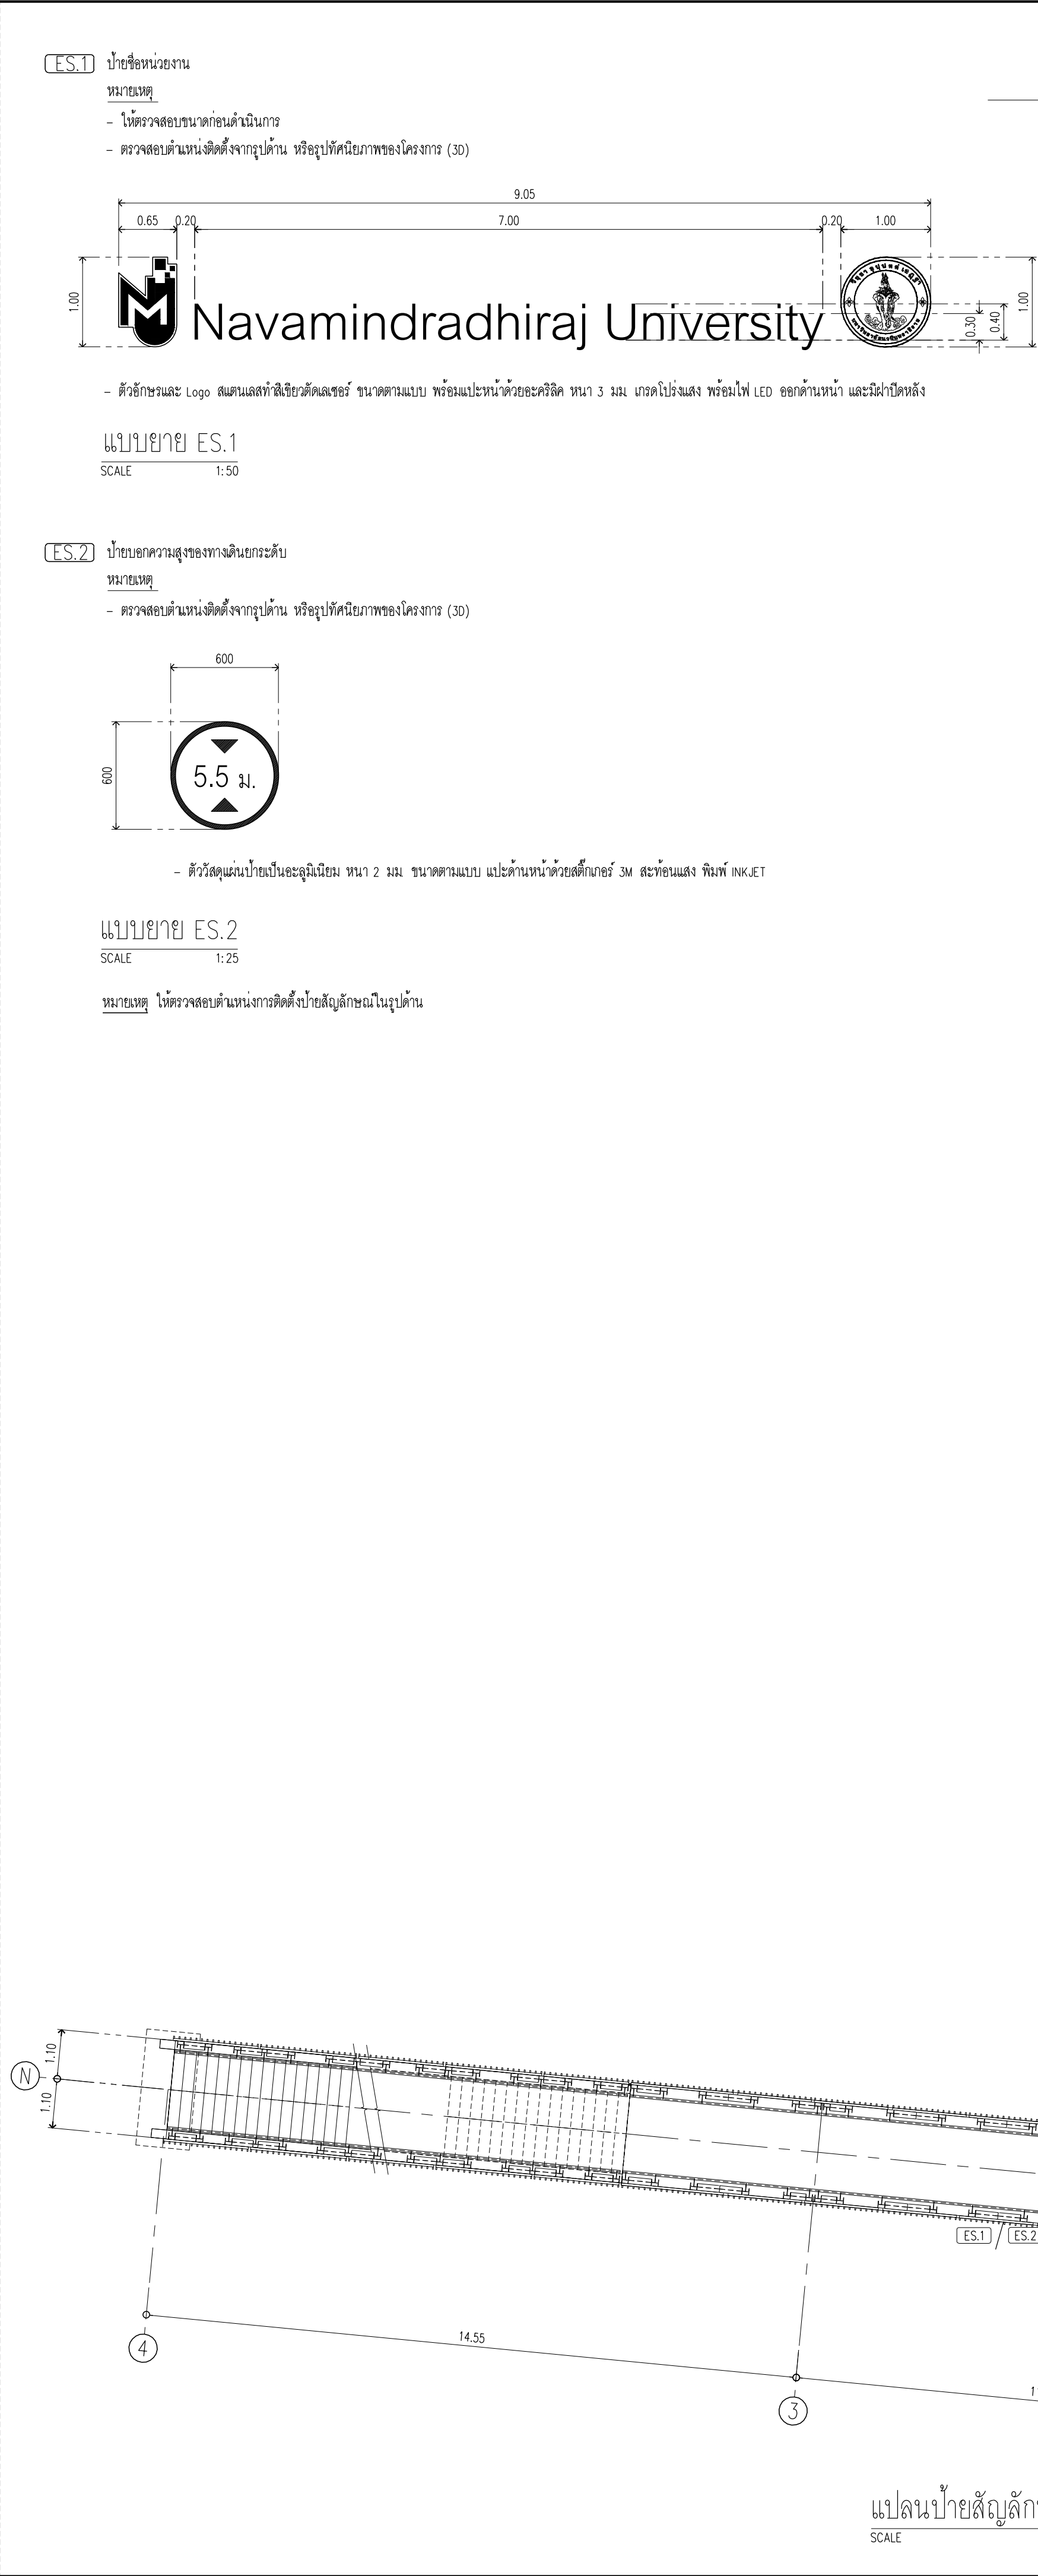 ES.1 ป้ายชื่อหน่วยงาน
หมายเหตุ
- ให้ตรวจสอบขนาดก่อนดำเนินการ
- ตรวจสอบตำแหน่งติดตั้งจากรูปด้าน หรือรูปทัศนียภาพของโครงการ (3D)
9.05
0.65 0.20 7.00 0.20 1.00
1.00
Navamindradhiraj University
0.30
0.40
1.00
- ตัวอักษรและ Logo สแตนเลสทำสีเขียวตัดเลเซอร์ ขนาดตามแบบ พร้อมแปะหน้าด้วยอะคริลิค หนา 3 มม. เกรดโปร่งแสง พร้อมไฟ LED ออกด้านหน้า และมีฝาปิดหลัง
แบบขยาย ES.1
SCALE 1:50
ES.2 ป้ายบอกความสูงของทางเดินยกระดับ
หมายเหตุ
- ตรวจสอบตำแหน่งติดตั้งจากรูปด้าน หรือรูปทัศนียภาพของโครงการ (3D)
600
600
5.5 ม.
- ตัววัสดุแผ่นป้ายเป็นอะลูมิเนียม หนา 2 มม. ขนาดตามแบบ แปะด้านหน้าด้วยสติ๊กเกอร์ 3M สะท้อนแสง พิมพ์ INKJET
แบบขยาย ES.2
SCALE 1:25
หมายเหตุ ให้ตรวจสอบตำแหน่งการติดตั้งป้ายสัญลักษณ์ในรูปด้าน
1.10
N
1.10
ES.1 ES.2
14.55
4
3
แปลนป้ายสัญลัก
SCALE